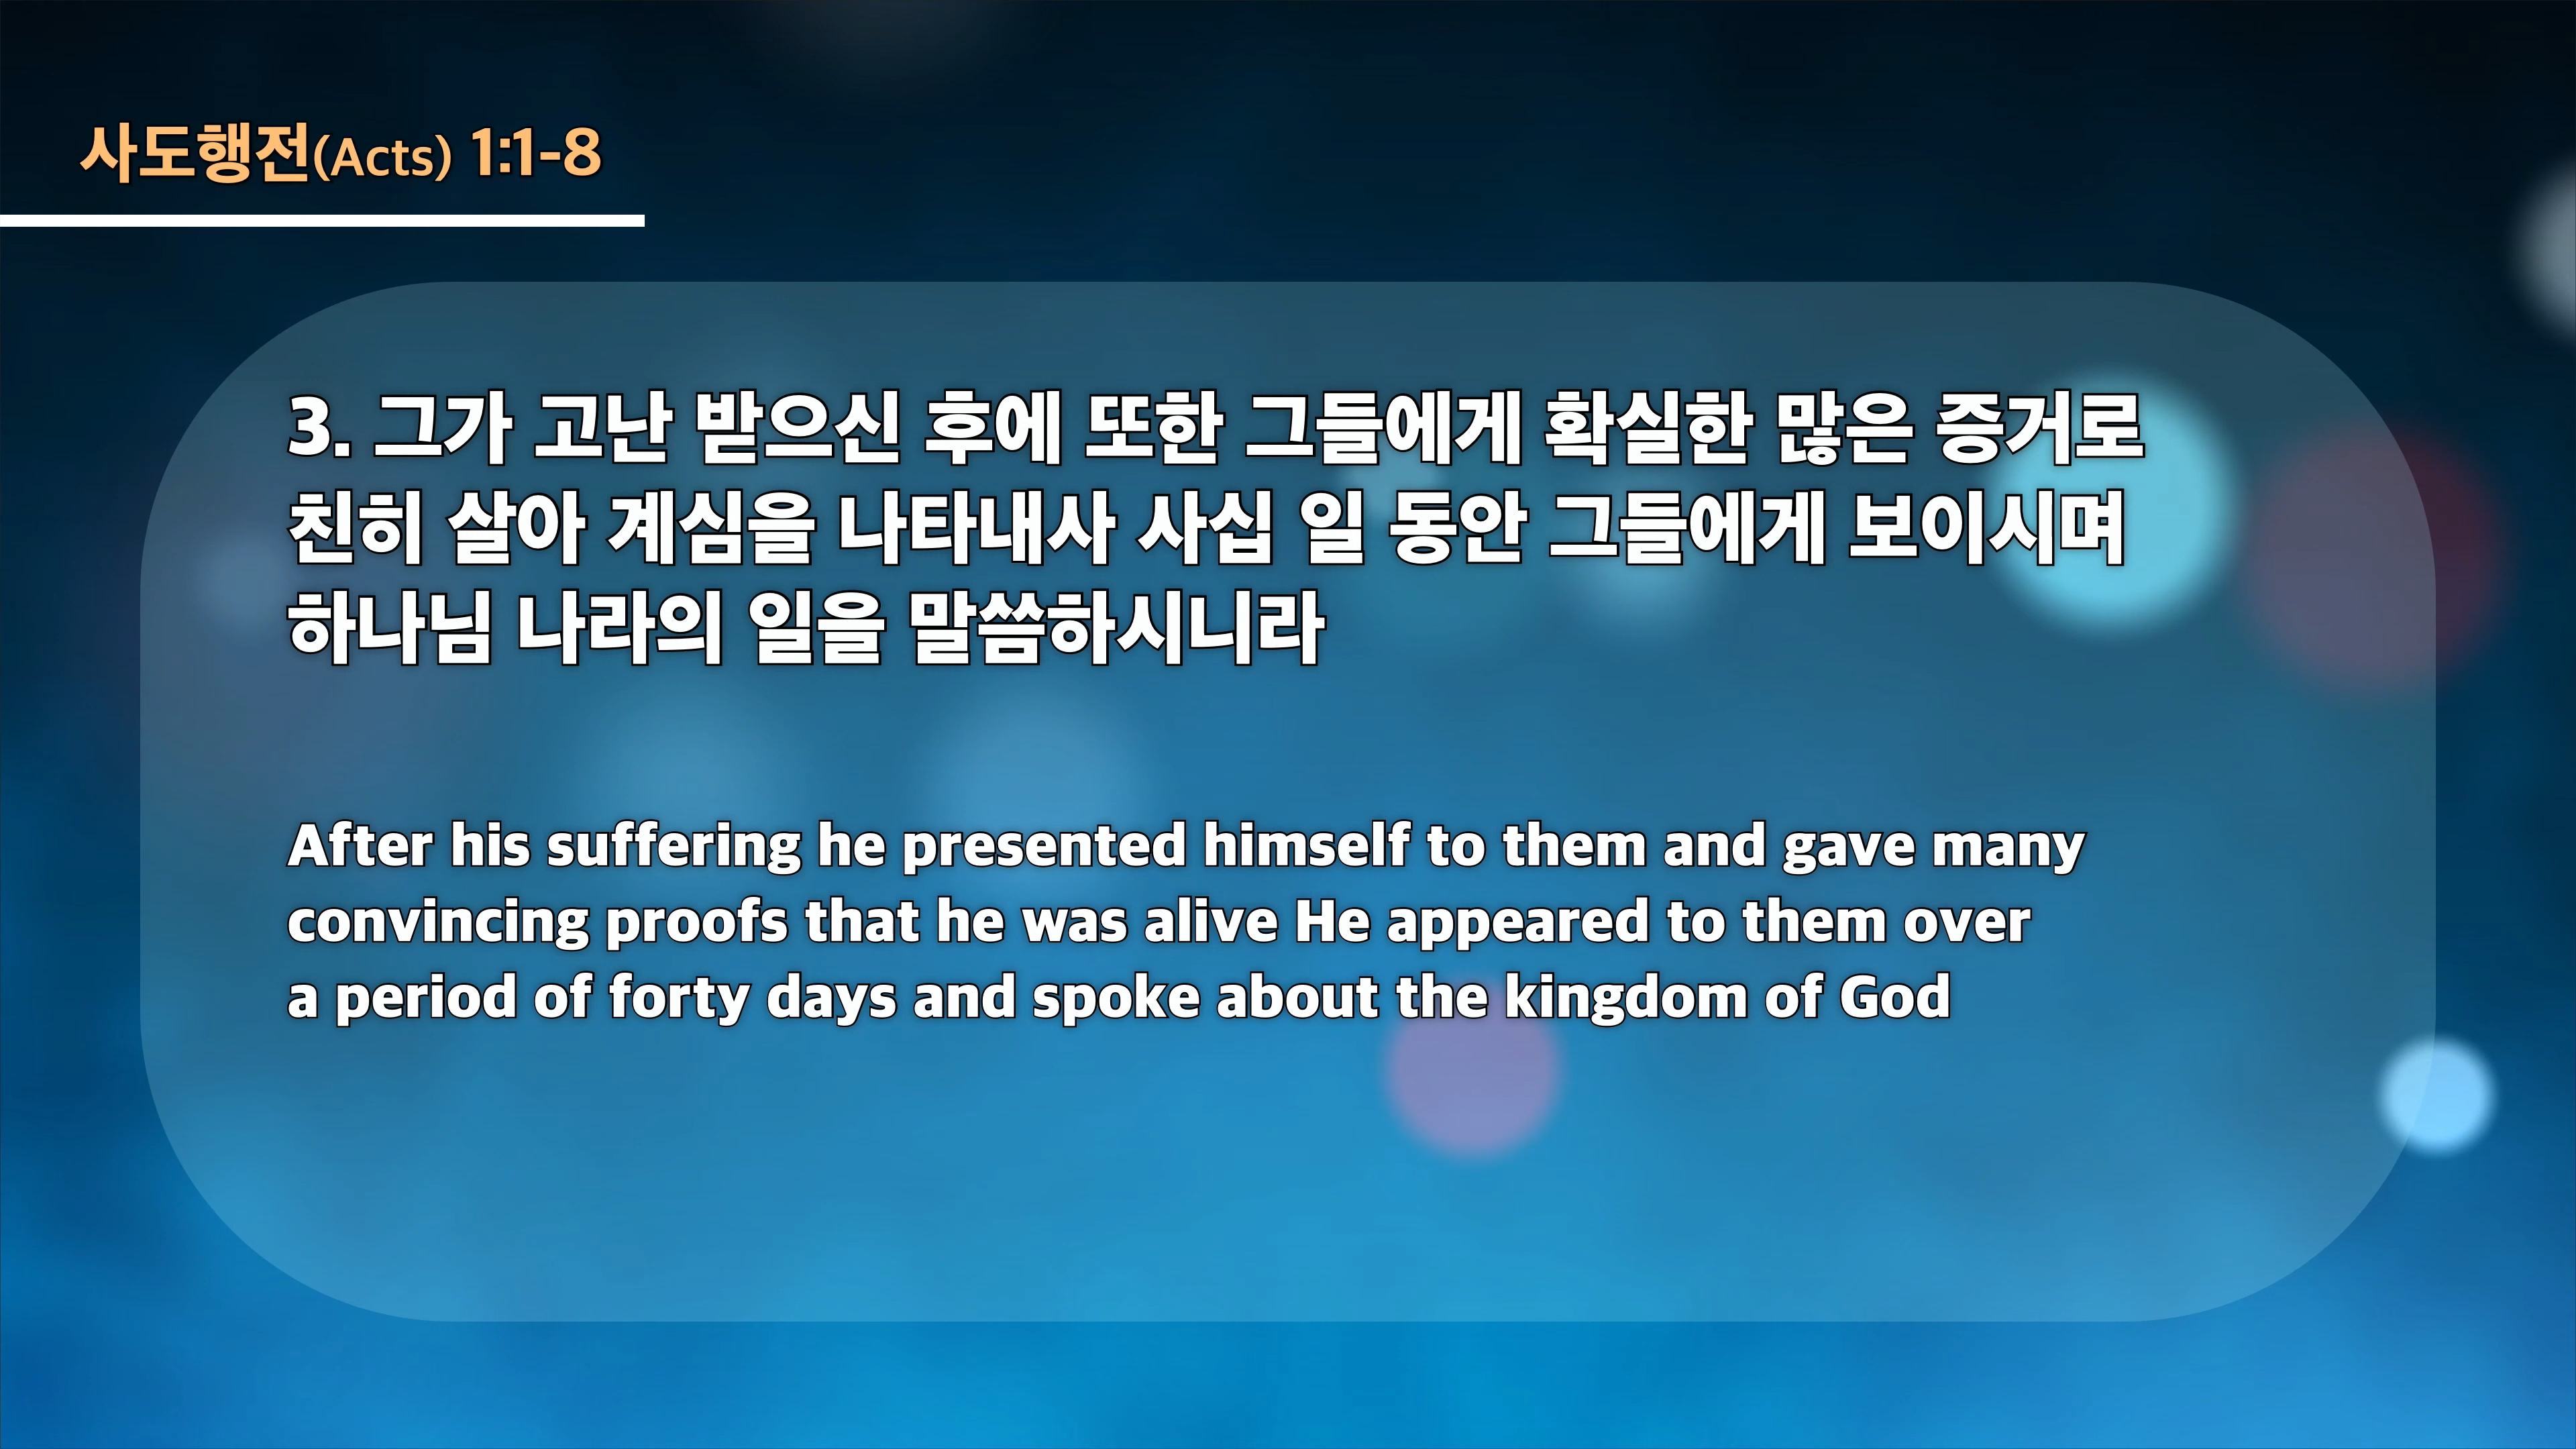 사도행전(Acts) 1:1-8
3. 그가 고난 받으신 후에 또한 그들에게 확실한 많은 증거로
친히 살아 계심을 나타내사 사십 일 동안 그들에게 보이시며
하나님 나라의 일을 말씀하시니라
After his suffering he presented himself to them and gave many
convincing proofs that he was alive He appeared to them over
a period of forty days and spoke about the kingdom of God